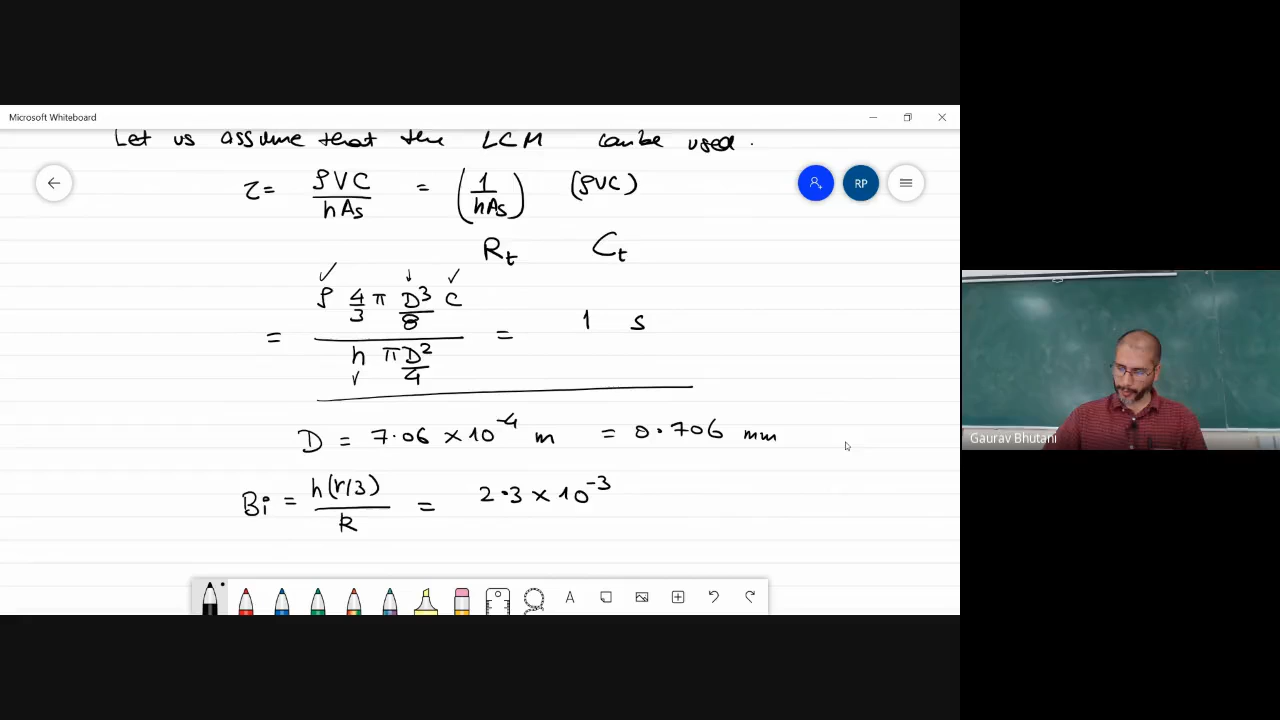 Microsoft Whiteboard
Let us assume that the LCM can be used.
τ = ρVC / hAs = (1 / hAs) (ρVC)
Rt Ct
= ρ 4/3 π D³/8 C / h π D²/4 = 1 s
D = 7.06 × 10⁻⁴ m = 0.706 mm
Bi = h(r/3) / k = 2.3 × 10⁻³
RP
A
Gaurav Bhutani